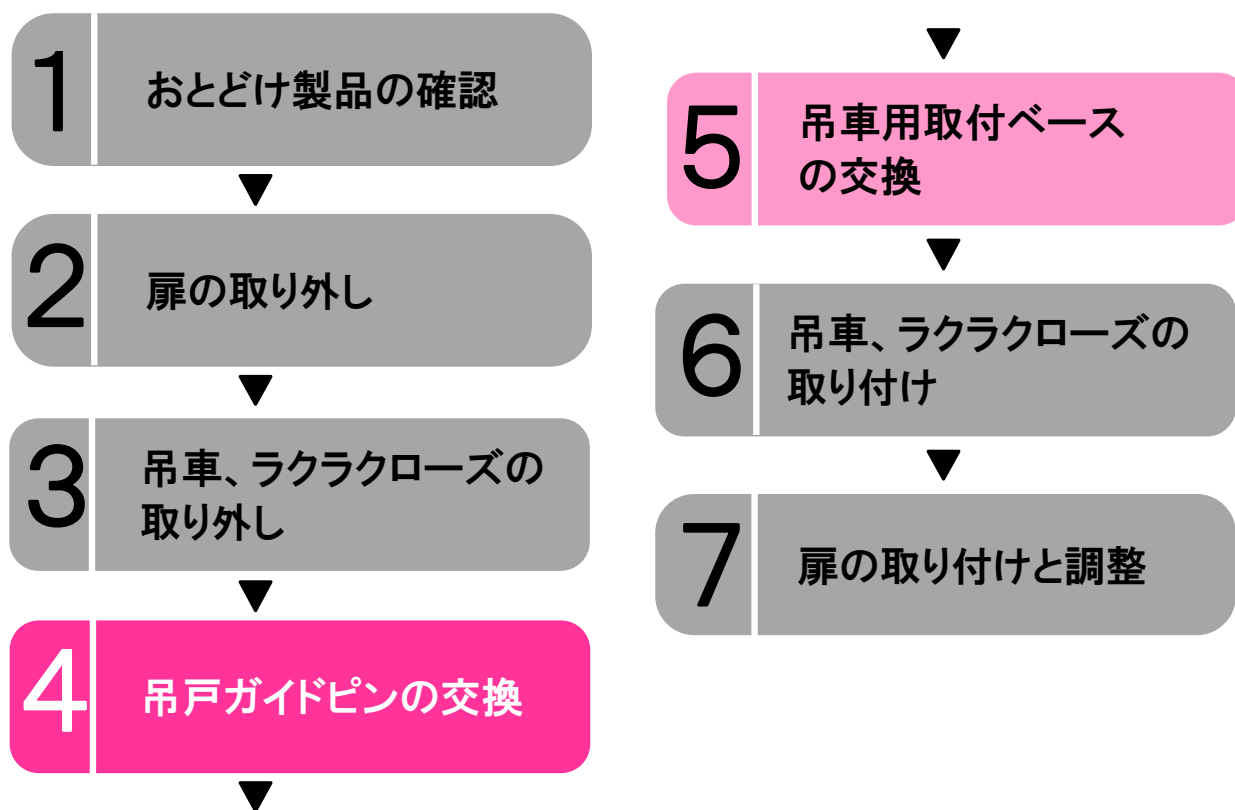 1
おとどけ製品の確認
▼
2
扉の取り外し
▼
3
吊車、ラクラクローズの
取り外し
▼
4
吊戸ガイドピンの交換
▼
▼
5
吊車用取付ベース
の交換
▼
6
吊車、ラクラクローズの
取り付け
▼
7
扉の取り付けと調整